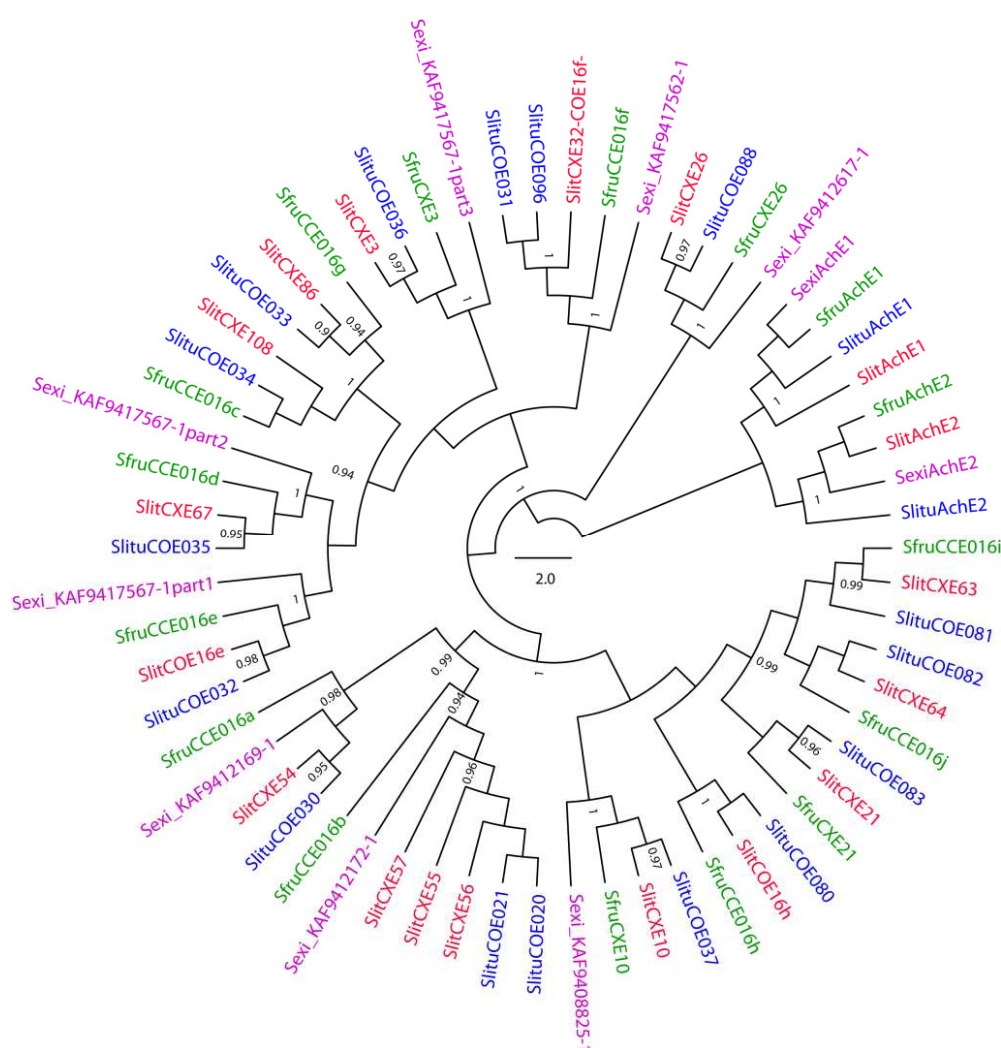 Sexi_KAF9417567-1part3
SlituCOE031
SlituCOE096
SlitCXE32-COE16f-
SfruCCE016f
Sexi_KAF9417562-1
SlitCXE26
SlituCOE088
SfruCXE26
Sexi_KAF9412617-1
SexiAchE1
SfruAchE1
SlituAchE1
SlitAchE1
SfruAchE2
SlitAchE2
SexiAchE2
SlituAchE2
SfruCCE016i
SlitCXE63
SlituCOE081
SlituCOE082
SlitCXE64
SfruCCE016j
SlituCOE083
SlitCXE21
SfruCXE21
SlituCOE080
SlitCOE16h
SfruCCE016h
SlituCOE037
SlitCXE10
SfruCXE10
Sexi_KAF9408825-
SlituCOE020
SlituCOE021
SlitCXE56
SlitCXE55
SlitCXE57
Sexi_KAF9412172-1
SfruCCE016b
SlituCOE030
SlitCXE54
Sexi_KAF9412169-1
SfruCCE016a
SlituCOE032
SlitCOE16e
SfruCCE016e
Sexi_KAF9417567-1part1
SlituCOE035
SlitCXE67
SfruCCE016d
Sexi_KAF9417567-1part2
SfruCCE016c
SlituCOE034
SlitCXE108
SlituCOE033
SlitCXE86
SfruCCE016g
SlitCXE3
SlituCOE036
SfruCXE3
1
1
0.97
1
1
1
0.99
0.99
0.96
1
0.97
1
1
0.96
0.94
0.99
0.98
0.95
0.98
1
0.95
1
0.94
1
0.9
0.94
0.97
1
1
2.0